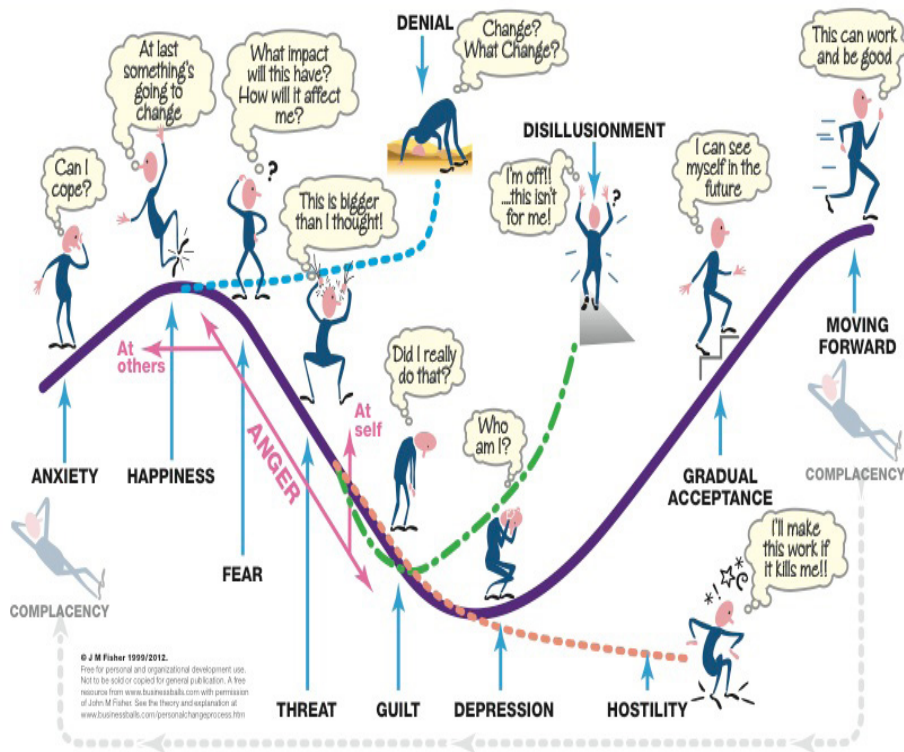 DENIAL
Change?
What Change?
This can work
and be good
At last
something's
going to
change
What impact
will this have?
How will it affect
me?
?
DISILLUSIONMENT
Can I
cope?
This is bigger
than I thought!
I'm off!!
....this isn't
for me!
?
I can see
myself in the
future
At
others
Did I really
do that?
MOVING
FORWARD
At
self
Who
am I?
ANGER
ANXIETY
HAPPINESS
GRADUAL
ACCEPTANCE
COMPLACENCY
I'll make
this work if
it kills me!!
FEAR
COMPLACENCY
© J M Fisher 1999/2012.
Free for personal and organizational development use.
Not to be sold or copied for general publication. A free
resource from www.businessballs.com with permission
of John M Fisher. See the theory and explanation at
www.businessballs.com/personalchangeprocess.htm
THREAT
GUILT
DEPRESSION
HOSTILITY